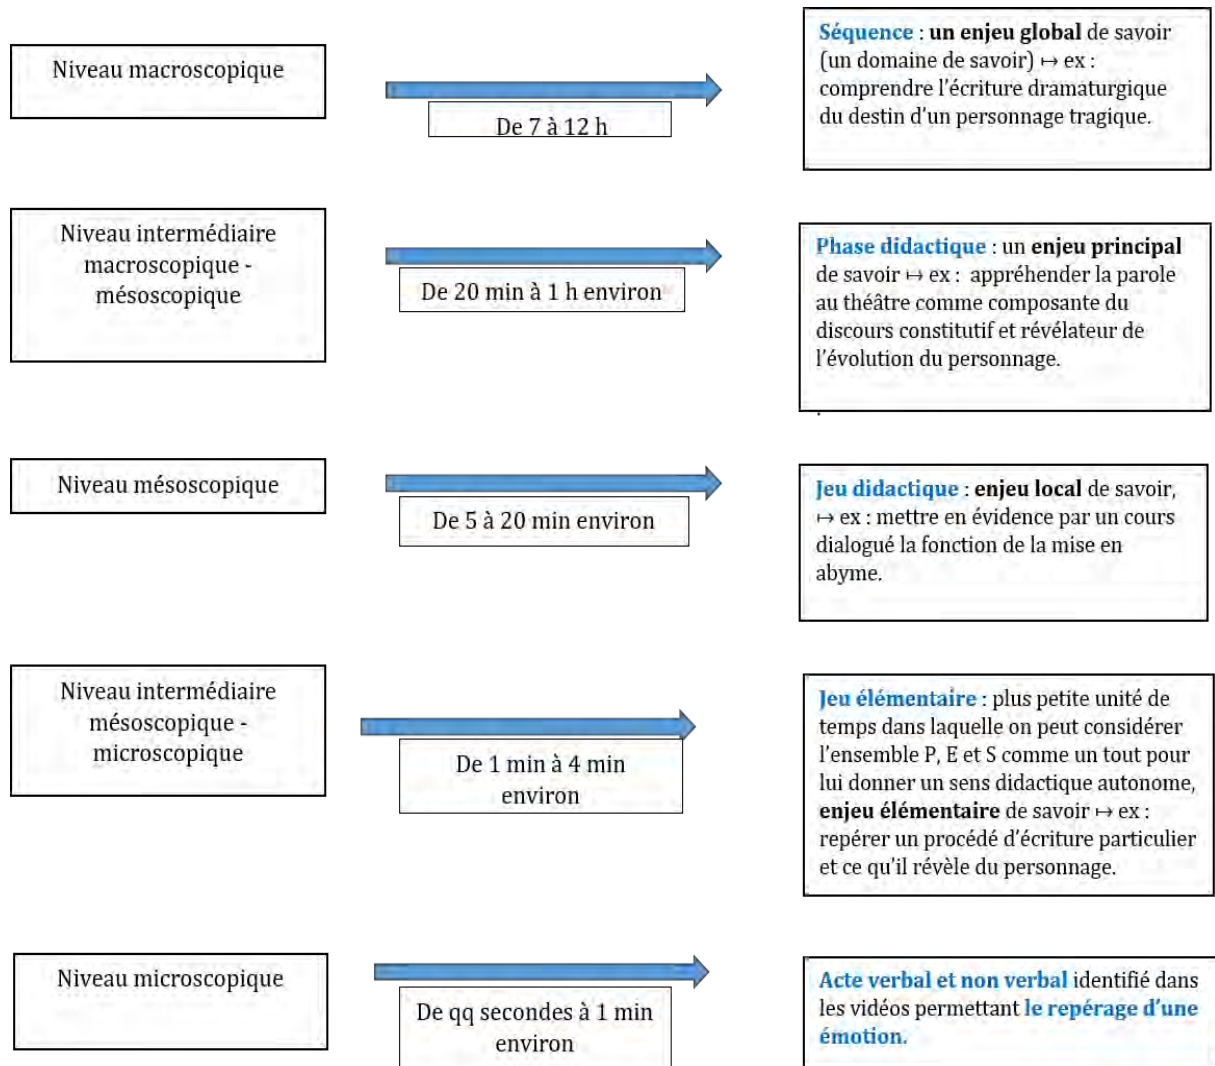 Niveau macroscopique
De 7 à 12 h
Séquence : un enjeu global de savoir
(un domaine de savoir) ↦ ex :
comprendre l'écriture dramaturgique
du destin d'un personnage tragique.
Niveau intermédiaire
macroscopique -
mésoscopique
De 20 min à 1 h environ
Phase didactique : un enjeu principal
de savoir ↦ ex : appréhender la parole
au théâtre comme composante du
discours constitutif et révélateur de
l'évolution du personnage.
.
Niveau mésoscopique
De 5 à 20 min environ
Jeu didactique : enjeu local de savoir,
↦ ex : mettre en évidence par un cours
dialogué la fonction de la mise en
abyme.
Niveau intermédiaire
mésoscopique -
microscopique
De 1 min à 4 min
environ
Jeu élémentaire : plus petite unité de
temps dans laquelle on peut considérer
l'ensemble P, E et S comme un tout pour
lui donner un sens didactique autonome,
enjeu élémentaire de savoir ↦ ex :
repérer un procédé d'écriture particulier
et ce qu'il révèle du personnage.
Niveau microscopique
De qq secondes à 1 min
environ
Acte verbal et non verbal identifié dans
les vidéos permettant le repérage d'une
émotion.